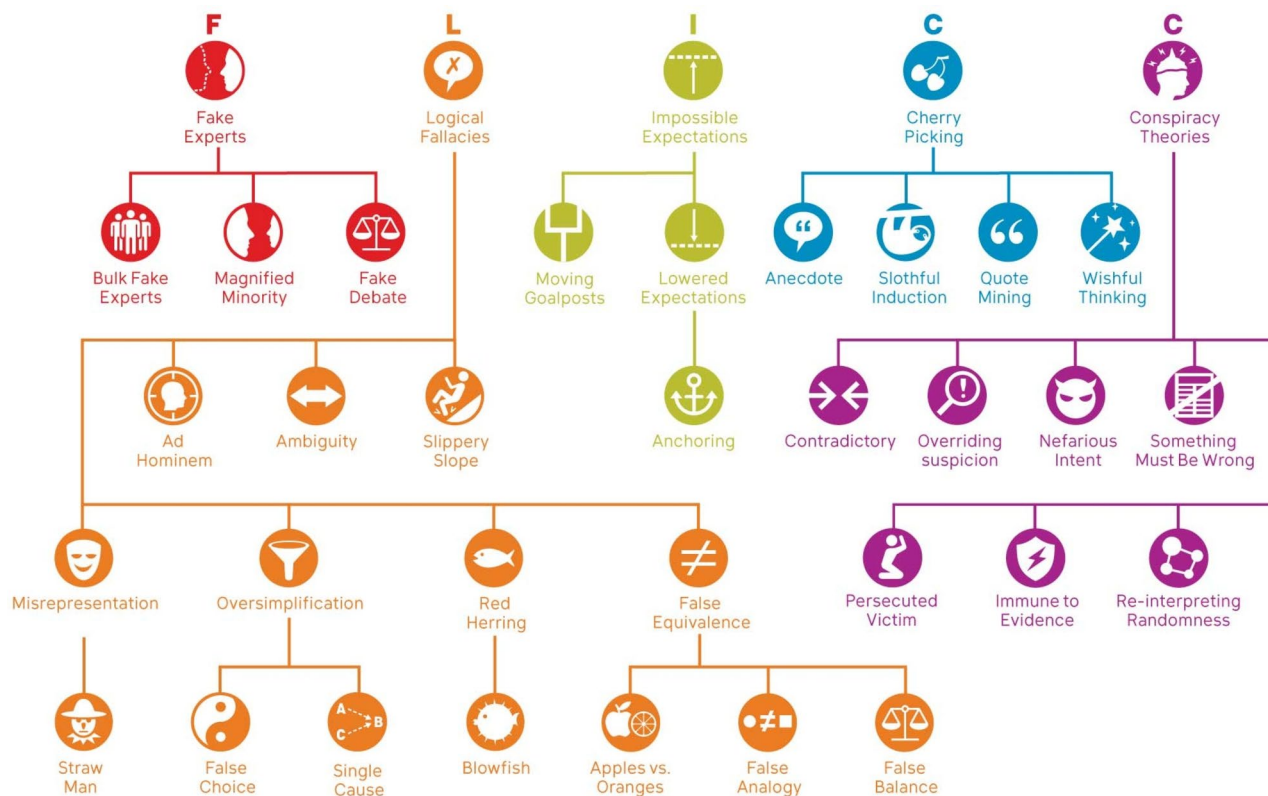 F
L
I
C
C
Fake
Experts
Logical
Fallacies
Impossible
Expectations
Cherry
Picking
Conspiracy
Theories
Bulk Fake
Experts
Magnified
Minority
Fake
Debate
Moving
Goalposts
Lowered
Expectations
Anecdote
Slothful
Induction
Quote
Mining
Wishful
Thinking
Ad
Hominem
Ambiguity
Slippery
Slope
Anchoring
Contradictory
Overriding
suspicion
Nefarious
Intent
Something
Must Be Wrong
Misrepresentation
Oversimplification
Red
Herring
False
Equivalence
Persecuted
Victim
Immune to
Evidence
Re-interpreting
Randomness
A
B
C
Straw
Man
False
Choice
Single
Cause
Blowfish
Apples vs.
Oranges
False
Analogy
False
Balance